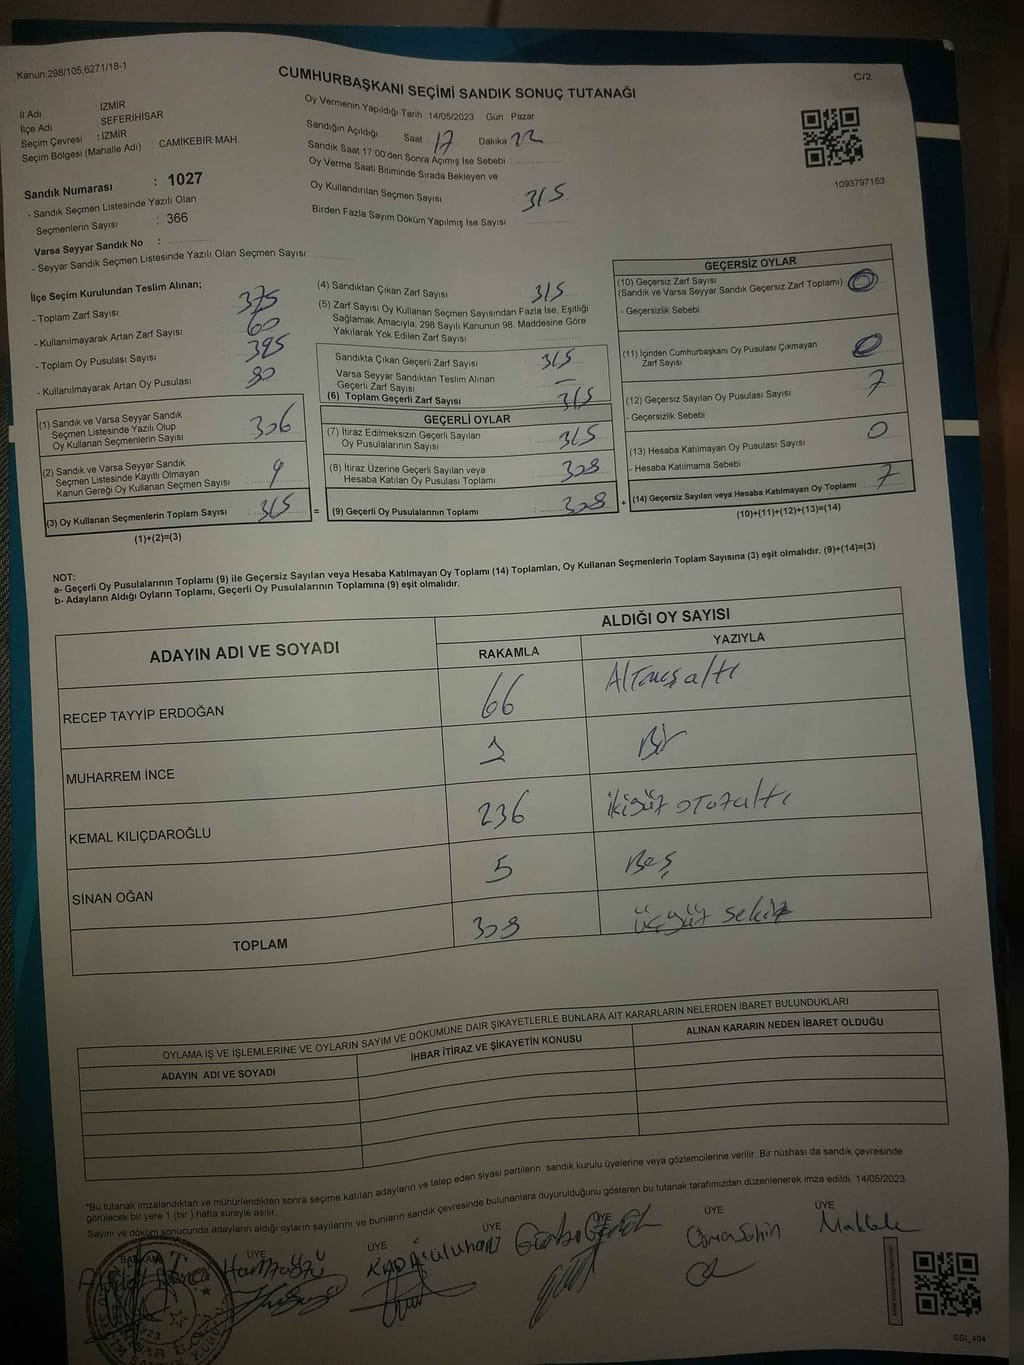 Kanun:298/105,6271/18-1
C/2
CUMHURBAŞKANI SEÇİMİ SANDIK SONUÇ TUTANAĞI
İl Adı İZMİR
İlçe Adı SEFERİHİSAR
Seçim Çevresi : İZMİR
Seçim Bölgesi (Mahalle Adı) CAMİKEBİR MAH
Sandık Numarası : 1027
- Sandık Seçmen Listesinde Yazılı Olan
Seçmenlerin Sayısı : 366
Varsa Seyyar Sandık No :
- Seyyar Sandık Seçmen Listesinde Yazılı Olan Seçmen Sayısı:
Oy Vermenin Yapıldığı Tarih : 14/05/2023 Gün : Pazar
Sandığın Açıldığı Saat : 17 Dakika : 22
Sandık Saat 17:00'den Sonra Açımış İse Sebebi :
Oy Verme Saati Bitiminde Sırada Bekleyen ve
Oy Kullandırılan Seçmen Sayısı : 315
Birden Fazla Sayım Döküm Yapılmış İse Sayısı :
1093797153
İlçe Seçim Kurulundan Teslim Alınan;
- Toplam Zarf Sayısı : 375
- Kullanılmayarak Artan Zarf Sayısı : 60
- Toplam Oy Pusulası Sayısı : 395
- Kullanılmayarak Artan Oy Pusulası : 80
(1) Sandık ve Varsa Seyyar Sandık
Seçmen Listesinde Yazılı Olup
Oy Kullanan Seçmenlerin Sayısı : 306
(2) Sandık ve Varsa Seyyar Sandık
Seçmen Listesinde Kayıtlı Olmayan
Kanun Gereği Oy Kullanan Seçmen Sayısı : 9
(3) Oy Kullanan Seçmenlerin Toplam Sayısı : 315
(1)+(2)=(3)
(4) Sandıktan Çıkan Zarf Sayısı : 315
(5) Zarf Sayısı Oy Kullanan Seçmen Sayısından Fazla İse, Eşitliği
Sağlamak Amacıyla, 298 Sayılı Kanunun 98. Maddesine Göre
Yakılarak Yok Edilen Zarf Sayısı :
Sandıkta Çıkan Geçerli Zarf Sayısı : 315
Varsa Seyyar Sandıktan Teslim Alınan
Geçerli Zarf Sayısı : —
(6) Toplam Geçerli Zarf Sayısı : 315
GEÇERLİ OYLAR
(7) İtiraz Edilmeksizin Geçerli Sayılan
Oy Pusulalarının Sayısı : 315
(8) İtiraz Üzerine Geçerli Sayılan veya
Hesaba Katılan Oy Pusulası Toplamı : 308
= (9) Geçerli Oy Pusulalarının Toplamı : 308
GEÇERSİZ OYLAR
(10) Geçersiz Zarf Sayısı
(Sandık ve Varsa Seyyar Sandık Geçersiz Zarf Toplamı) : 0
- Geçersizlik Sebebi
(11) İçinden Cumhurbaşkanı Oy Pusulası Çıkmayan
Zarf Sayısı : 0
(12) Geçersiz Sayılan Oy Pusulası Sayısı : 7
- Geçersizlik Sebebi
(13) Hesaba Katılmayan Oy Pusulası Sayısı : 0
- Hesaba Katılmama Sebebi
+ (14) Geçersiz Sayılan veya Hesaba Katılmayan Oy Toplamı : 7
(10)+(11)+(12)+(13)=(14)
NOT:
a- Geçerli Oy Pusulalarının Toplamı (9) ile Geçersiz Sayılan veya Hesaba Katılmayan Oy Toplamı (14) Toplamları, Oy Kullanan Seçmenlerin Toplam Sayısına (3) eşit olmalıdır. (9)+(14)=(3)
b- Adayların Aldığı Oyların Toplamı, Geçerli Oy Pusulalarının Toplamına (9) eşit olmalıdır.
ADAYIN ADI VE SOYADI
ALDIĞI OY SAYISI
RAKAMLA YAZIYLA
RECEP TAYYİP ERDOĞAN 66 Altmışaltı
MUHARREM İNCE 1 Bir
KEMAL KILIÇDAROĞLU 236 ikiyüz otuzaltı
SİNAN OĞAN 5 Beş
TOPLAM 308 üçyüz sekiz
OYLAMA İŞ VE İŞLEMLERİNE VE OYLARIN SAYIM VE DÖKÜMÜNE DAİR ŞİKAYETLERLE BUNLARA AİT KARARLARIN NELERDEN İBARET BULUNDUKLARI
ADAYIN ADI VE SOYADI İHBAR İTİRAZ VE ŞİKAYETİN KONUSU ALINAN KARARIN NEDEN İBARET OLDUĞU
*Bu tutanak imzalandıktan ve mühürlendikten sonra seçime katılan adayların ve talep eden siyasi partilerin sandık kurulu üyelerine veya gözlemcilerine verilir. Bir nüshası da sandık çevresinde
görülecek bir yere 1 (bir) hafta süreyle asılır.
Sayım ve döküm sonucunda adayların aldığı oyların sayılarını ve bunların sandık çevresinde bulunanlara duyurulduğunu gösteren bu tutanak tarafımızdan düzenlenerek imza edildi. 14/05/2023
BAŞKAN ÜYE ÜYE ÜYE ÜYE ÜYE ÜYE
SSI_404